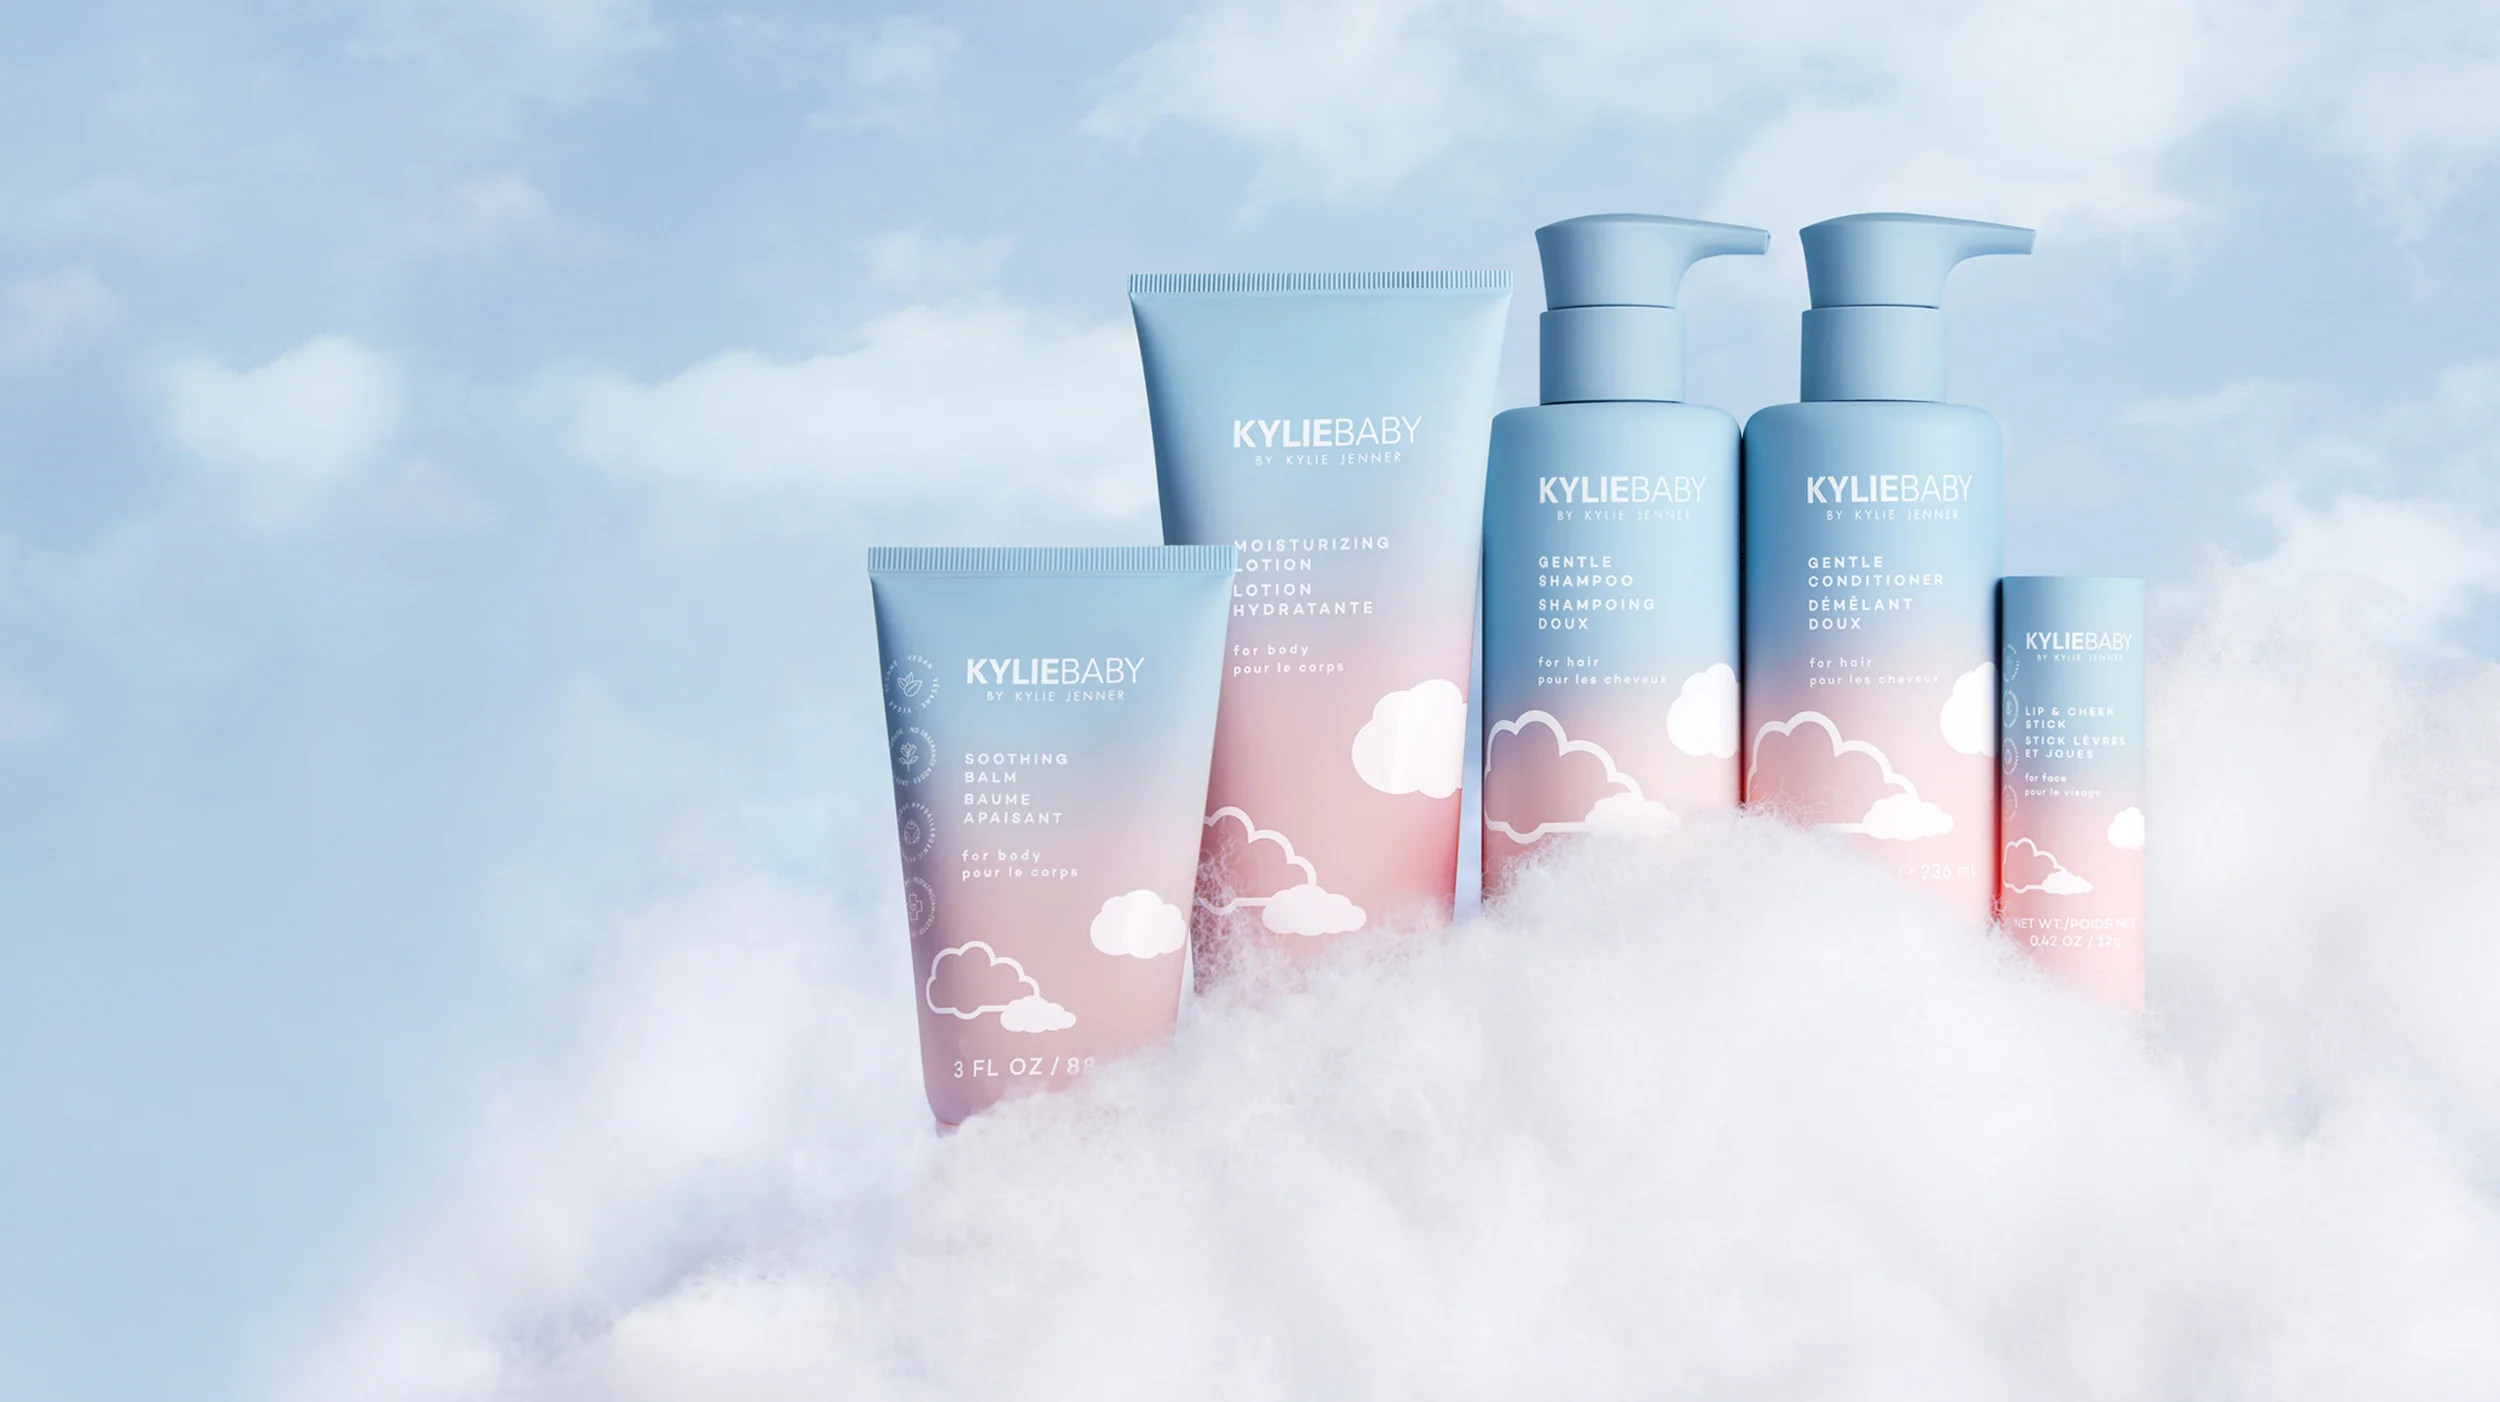 KYLIEBABY
BY KYLIE JENNER
SOOTHING
BALM
BAUME
APAISANT
for body
pour le corps
3 FL OZ / 88
KYLIEBABY
BY KYLIE JENNER
MOISTURIZING
LOTION
LOTION
HYDRATANTE
for body
pour le corps
KYLIEBABY
BY KYLIE JENNER
GENTLE
SHAMPOO
SHAMPOING
DOUX
for hair
pour les cheveux
KYLIEBABY
BY KYLIE JENNER
GENTLE
CONDITIONER
DÉMÊLANT
DOUX
for hair
pour les cheveux
236 ml
KYLIEBABY
BY KYLIE JENNER
LIP & CHEEK
STICK
STICK LÈVRES
ET JOUES
for face
pour le visage
NET WT./POIDS NET
0.42 OZ / 12g